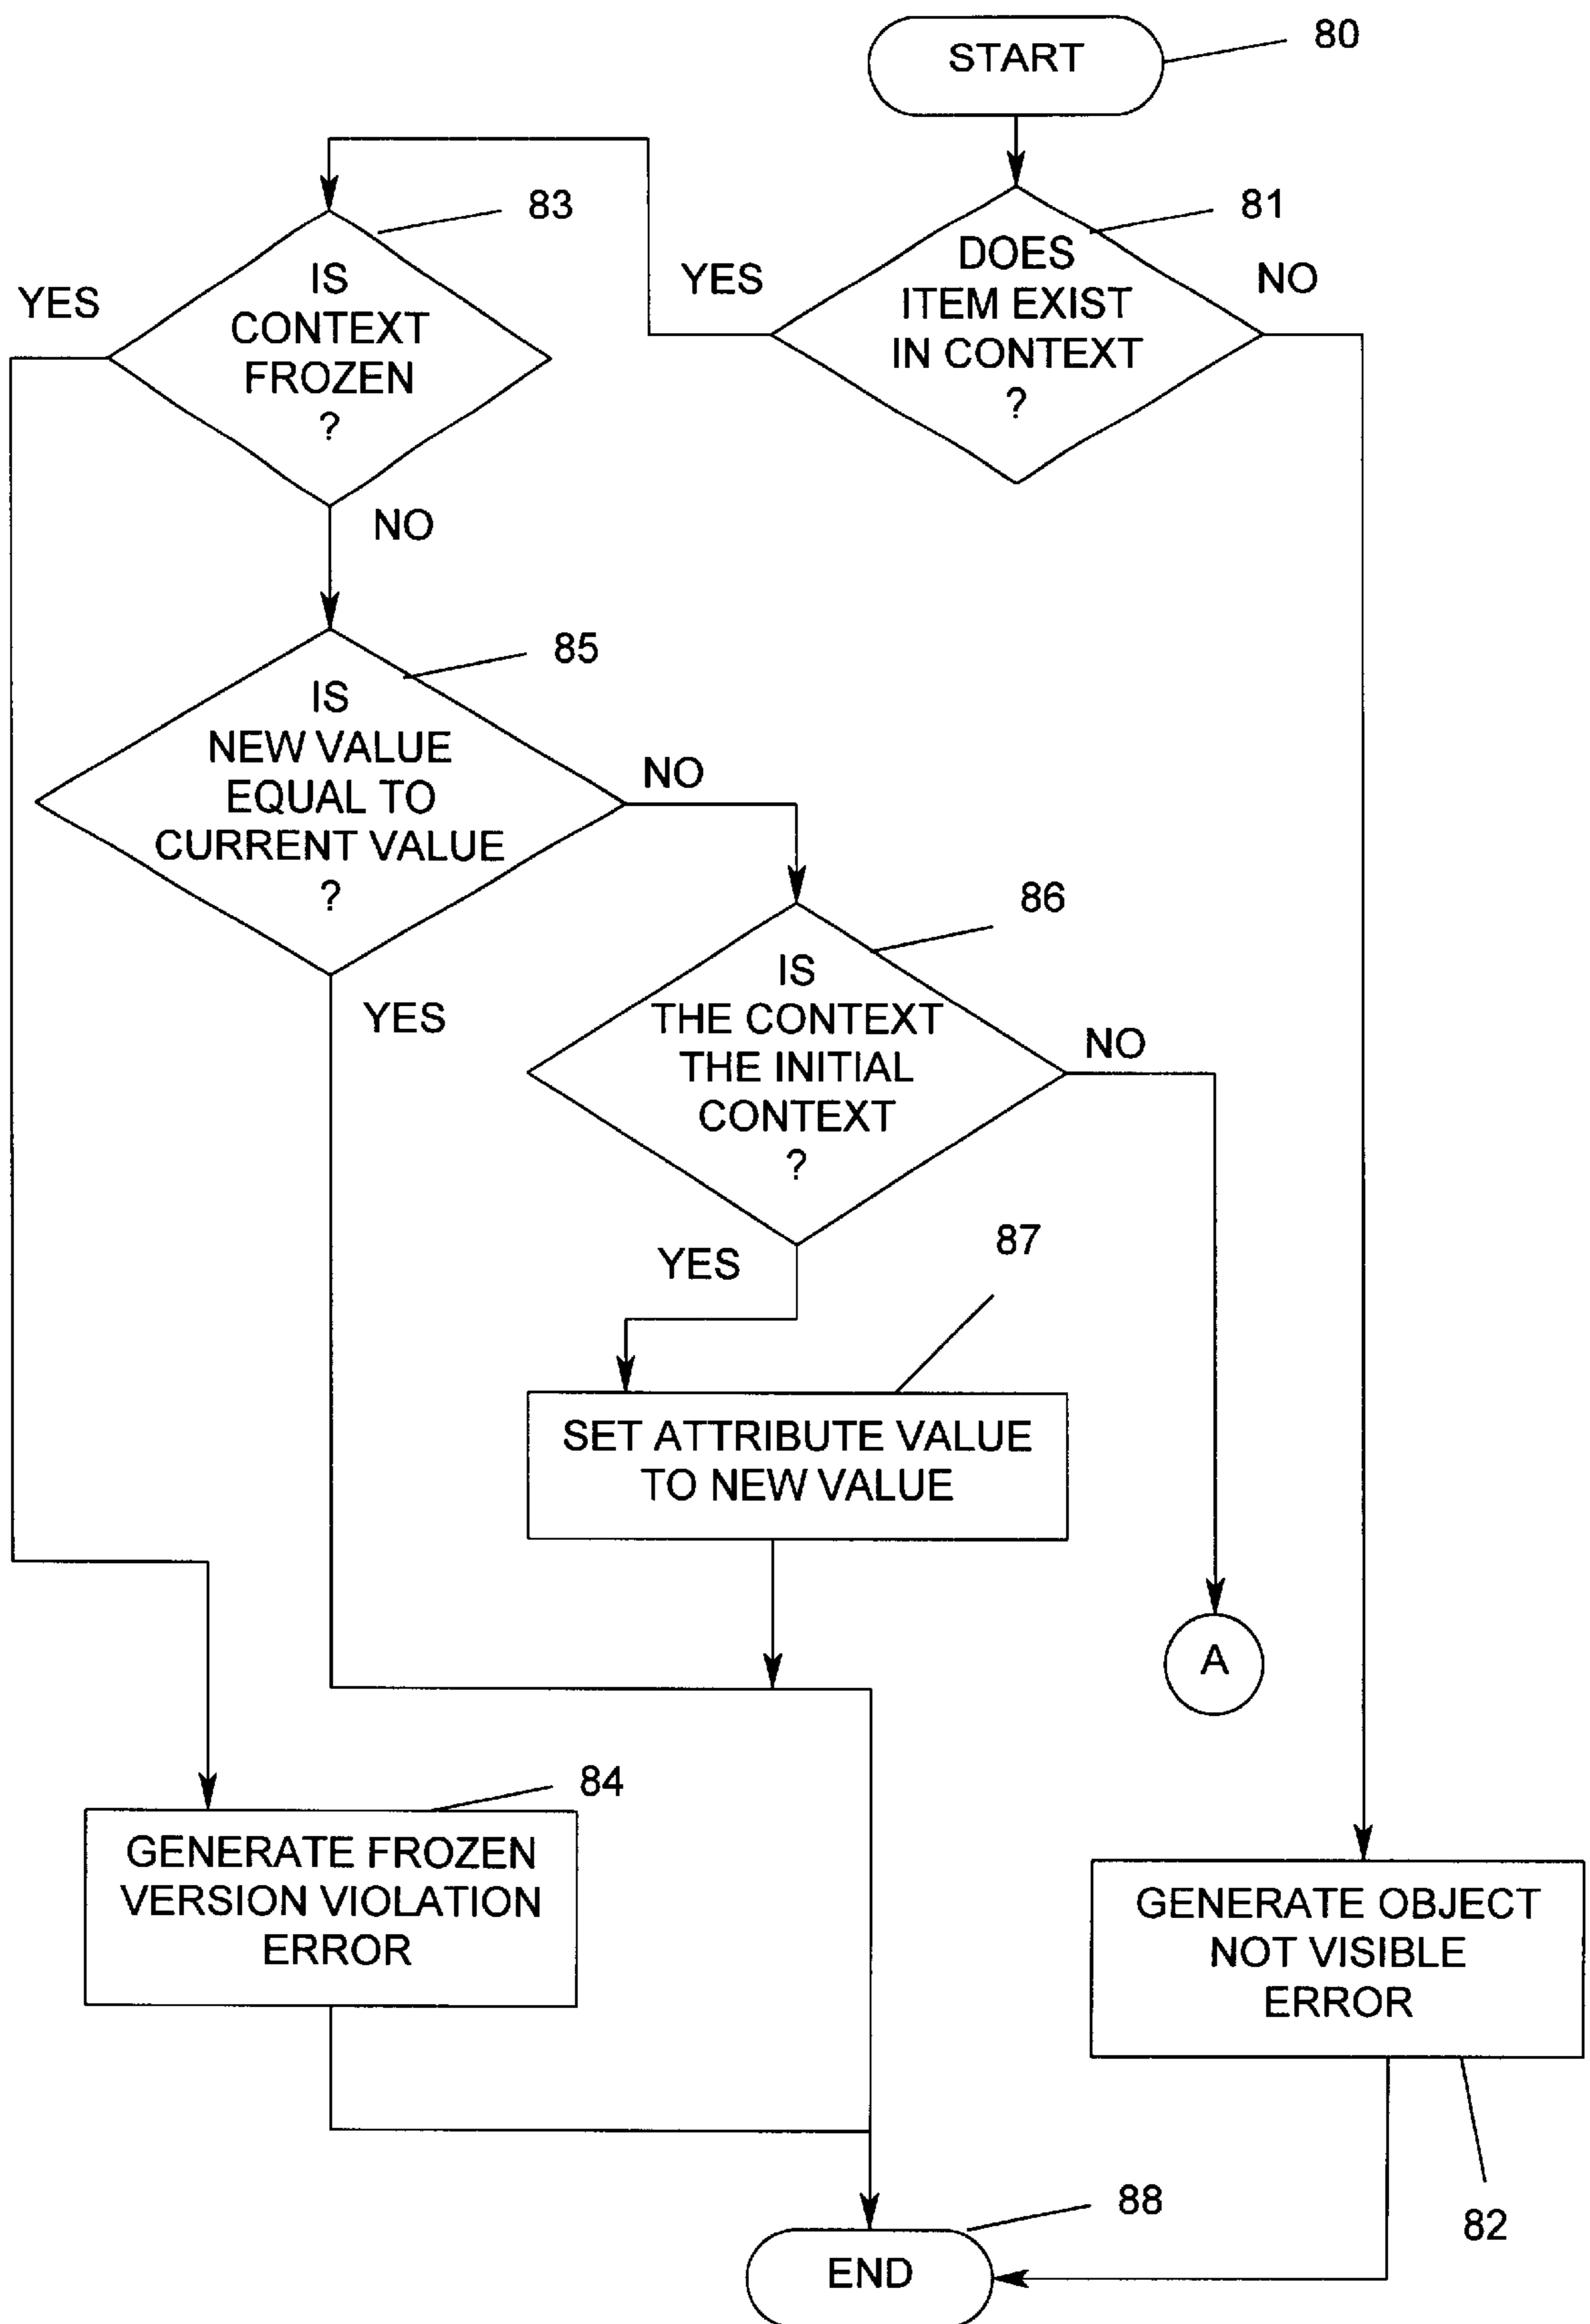 START
80
83
81
DOES
ITEM EXIST
IN CONTEXT
?
YES
NO
IS
CONTEXT
FROZEN
?
YES
NO
85
IS
NEW VALUE
EQUAL TO
CURRENT VALUE
?
NO
YES
86
IS
THE CONTEXT
THE INITIAL
CONTEXT
?
NO
YES
87
SET ATTRIBUTE VALUE
TO NEW VALUE
A
84
GENERATE FROZEN
VERSION VIOLATION
ERROR
GENERATE OBJECT
NOT VISIBLE
ERROR
82
88
END